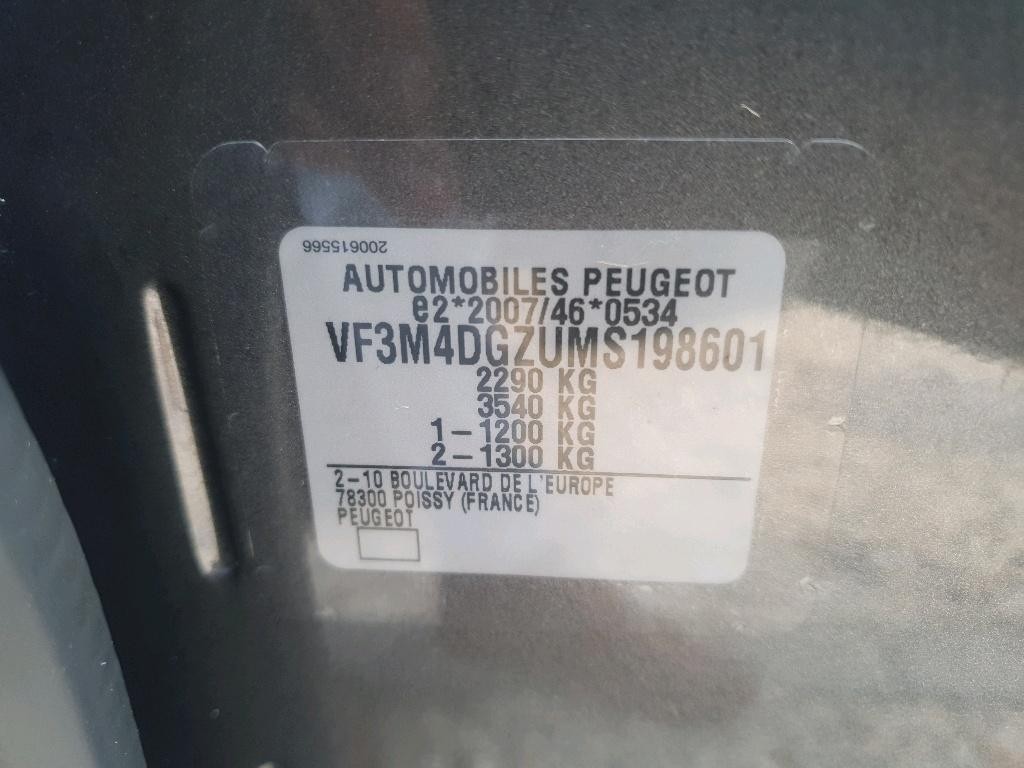 200615566
AUTOMOBILES PEUGEOT
e2*2007/46*0534
VF3M4DGZUMS198601
2290 KG
3540 KG
1-1200 KG
2-1300 KG
2-10 BOULEVARD DE L'EUROPE
78300 POISSY (FRANCE)
PEUGEOT